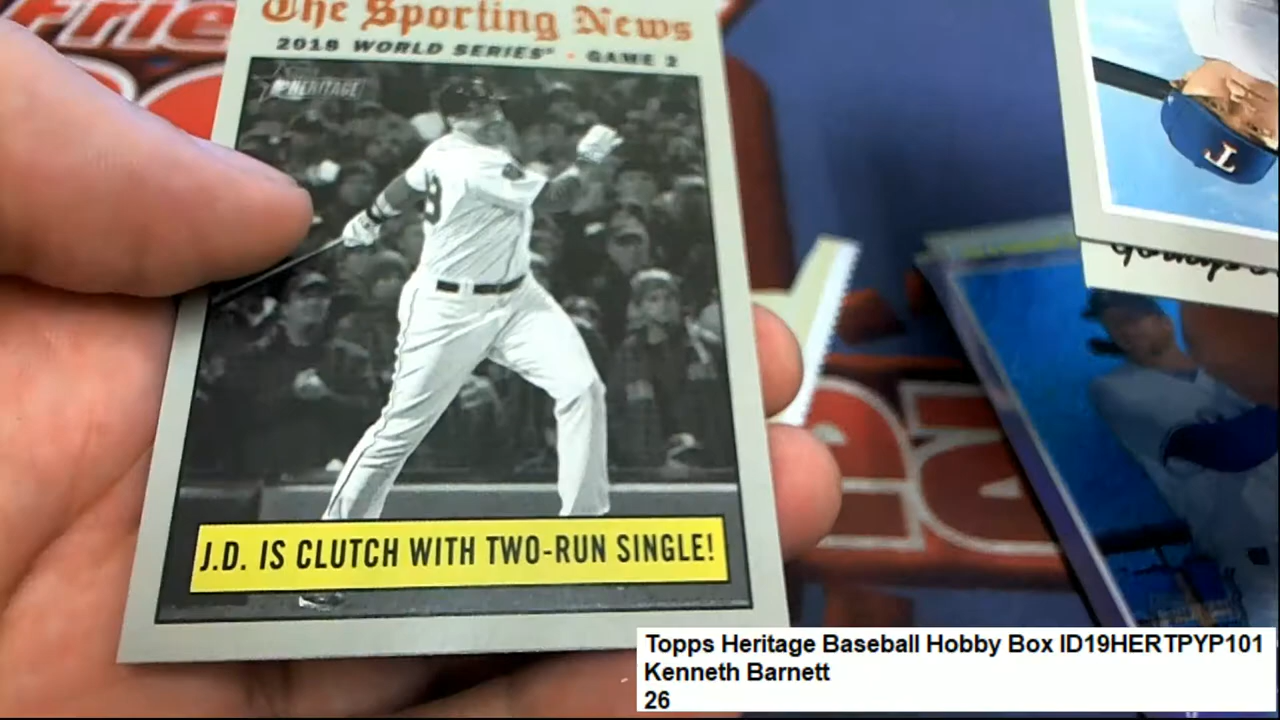 The Sporting News
2018 WORLD SERIES • GAME 2
HERITAGE
J.D. IS CLUTCH WITH TWO-RUN SINGLE!
Topps Heritage Baseball Hobby Box ID19HERTPYP101
Kenneth Barnett
26